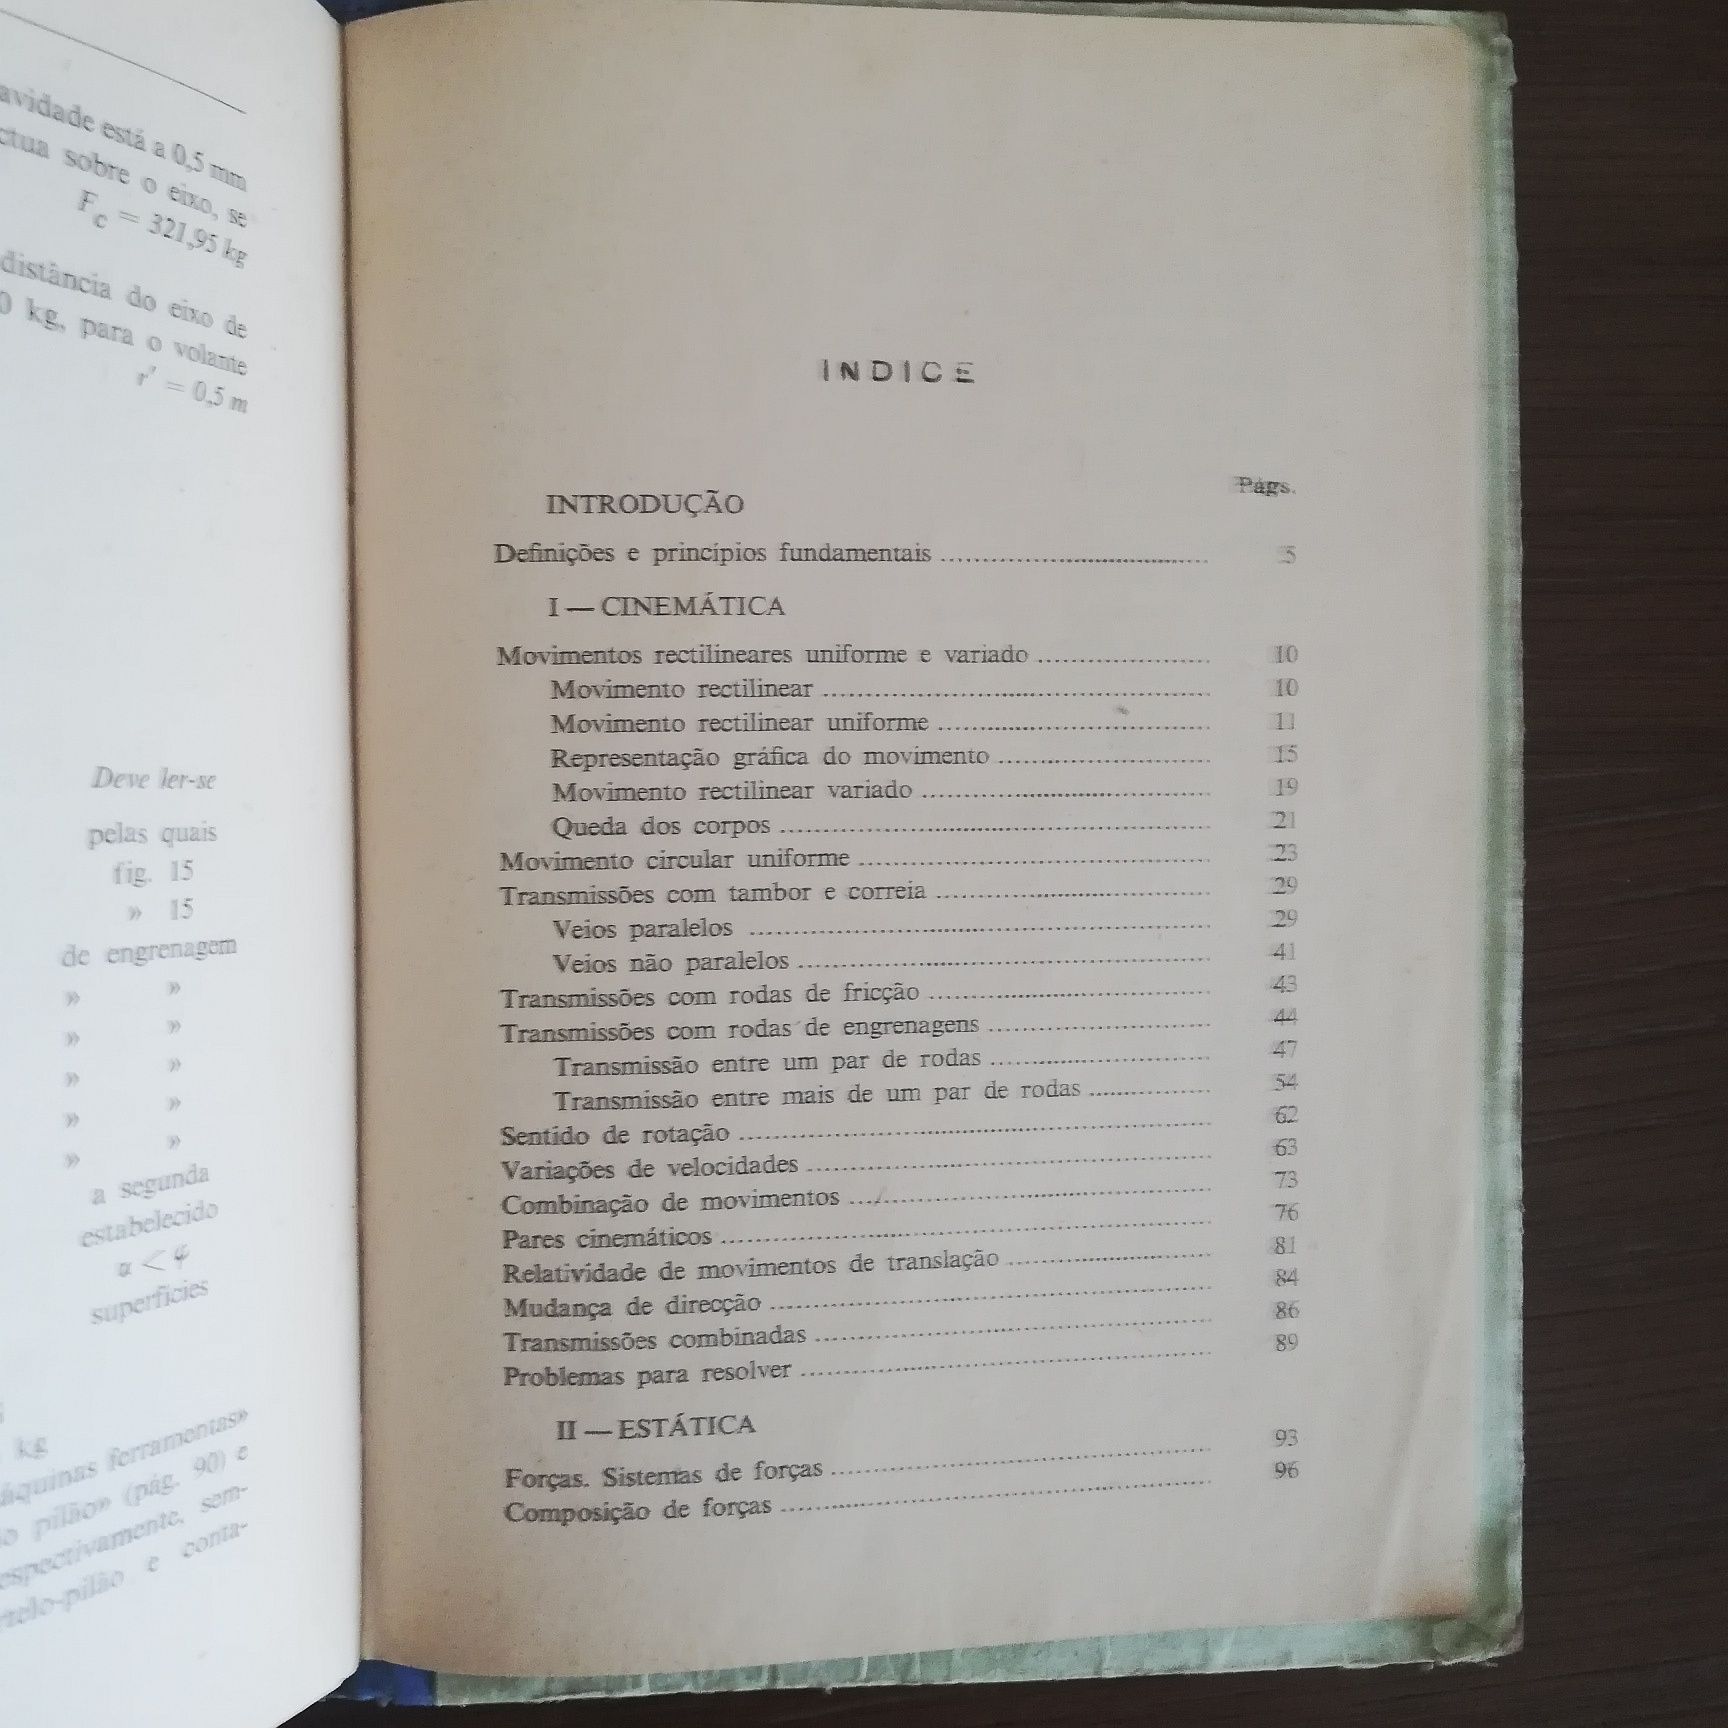 avidade está a 0,5 mm
ctua sobre o eixo, se
F_c = 321,95 kg
distância do eixo de
0 kg, para o volante
r' = 0,5 m
Deve ler-se
pelas quais
fig. 15
» 15
de engrenagem
» »
» »
» »
» »
» »
a segunda
estabelecido
α < φ
superfícies
kg
áquinas ferramentas»
o pilão» (pág. 90) e
espectivamente, sem-
rtelo-pilão e conta-
INDICE
Págs.
INTRODUÇÃO
Definições e princípios fundamentais ........ 5
I — CINEMÁTICA
Movimentos rectilineares uniforme e variado ........ 10
Movimento rectilinear ........ 10
Movimento rectilinear uniforme ........ 11
Representação gráfica do movimento ........ 15
Movimento rectilinear variado ........ 19
Queda dos corpos ........ 21
Movimento circular uniforme ........ 23
Transmissões com tambor e correia ........ 29
Veios paralelos ........ 29
Veios não paralelos ........ 41
Transmissões com rodas de fricção ........ 43
Transmissões com rodas de engrenagens ........ 44
Transmissão entre um par de rodas ........ 47
Transmissão entre mais de um par de rodas ........ 54
Sentido de rotação ........ 62
Variações de velocidades ........ 63
Combinação de movimentos ........ 73
Pares cinemáticos ........ 76
Relatividade de movimentos de translação ........ 81
Mudança de direcção ........ 84
Transmissões combinadas ........ 86
Problemas para resolver ........ 89
II — ESTÁTICA
Forças. Sistemas de forças ........ 93
Composição de forças ........ 96